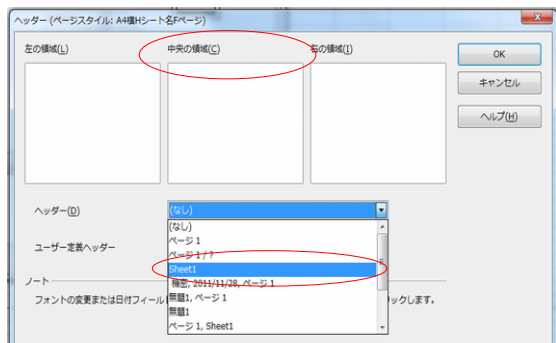 ヘッダー (ページスタイル: A4横Hシート名Fページ)
左の領域(L) 中央の領域(C) 右の領域(I)
OK
キャンセル
ヘルプ(H)
ヘッダー(D) (なし)
(なし)
ページ 1
ユーザー定義ヘッダー
ページ 1 / ?
Sheet1
機密, 2011/11/28, ページ 1
ノート
フォントの変更または日付フィール 無題1, ページ 1 ックします。
無題1
ページ 1, Sheet1